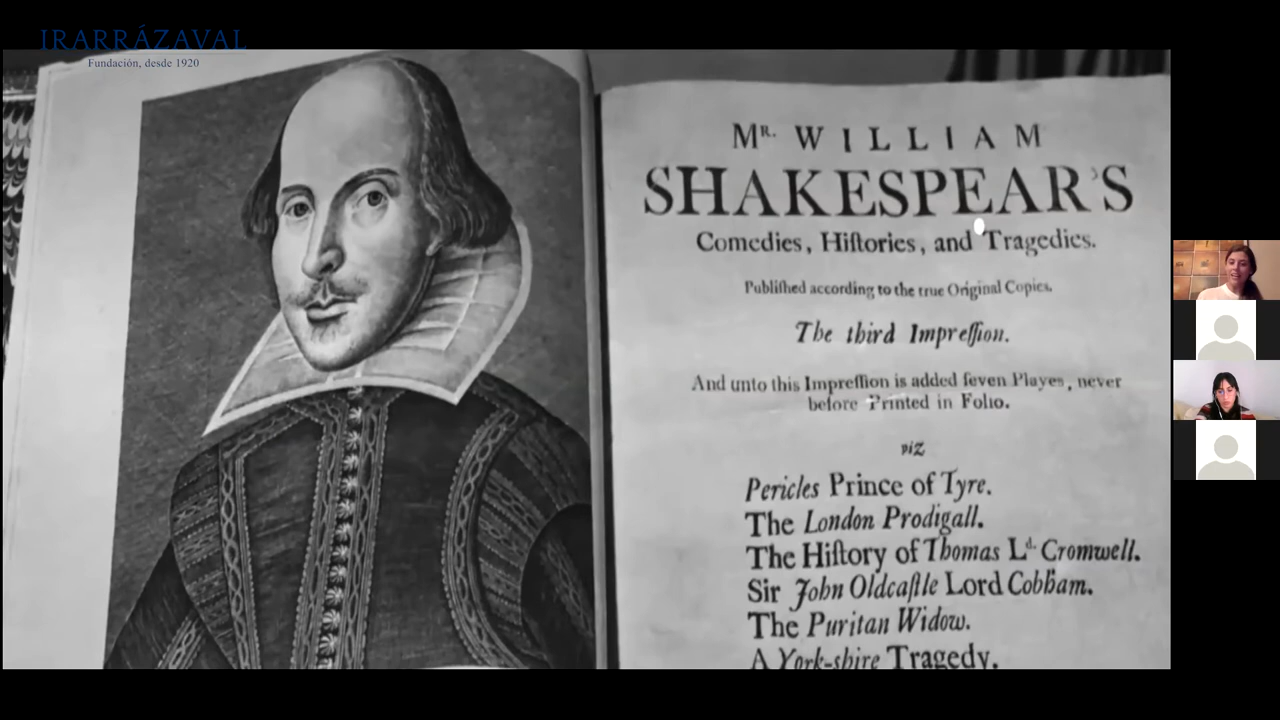 IRARRÁZAVAL
Fundación, desde 1920
MR. WILLIAM
SHAKESPEAR'S
Comedies, Hiſtories, and Tragedies.
Publiſhed according to the true Original Copies.
The third Impreſſion.
And unto this Impreſſion is added ſeven Playes, never
before Printed in Folio.
viz
Pericles Prince of Tyre.
The London Prodigall.
The Hiſtory of Thomas Ld. Cromwell.
Sir John Oldcaſtle Lord Cobham.
The Puritan Widow.
A York-shire Tragedy.